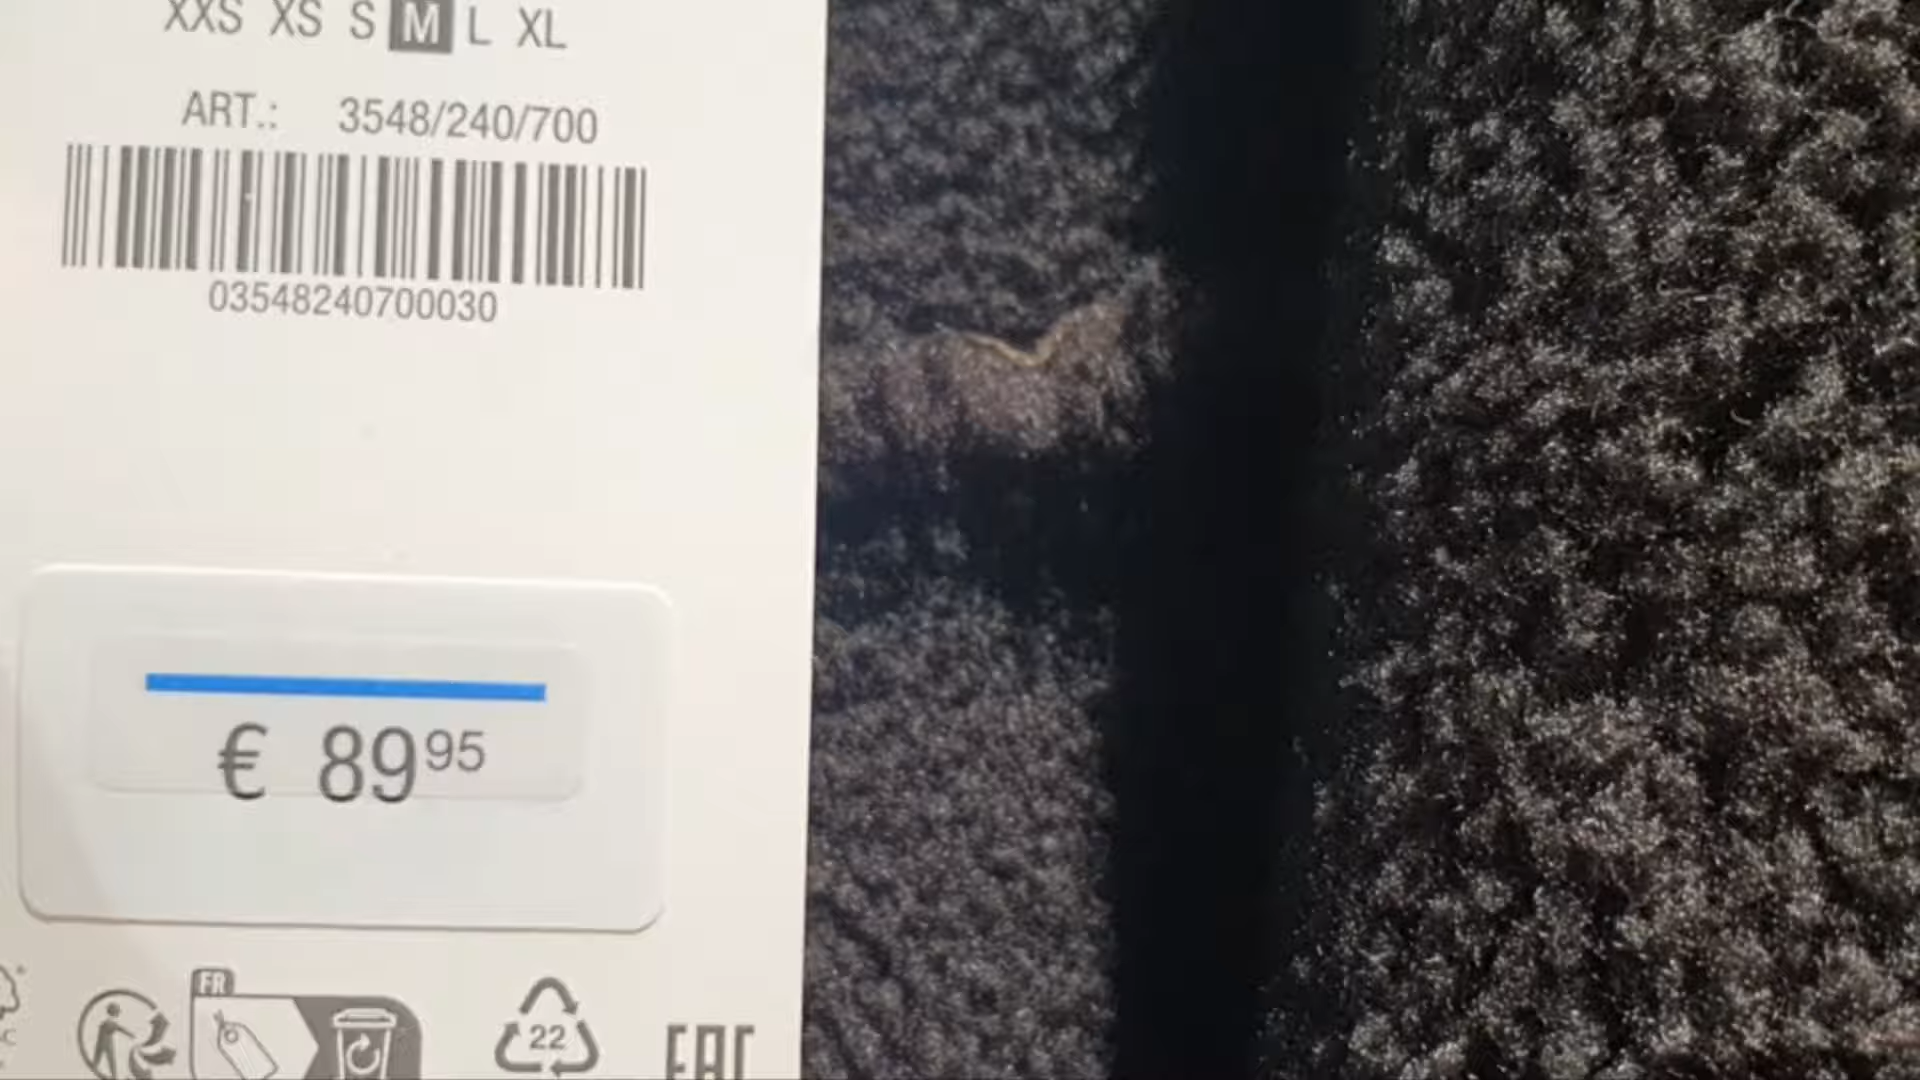 XXS XS S M L XL
ART.: 3548/240/700
03548240700030
€ 89⁹⁵
FR
22
EAC